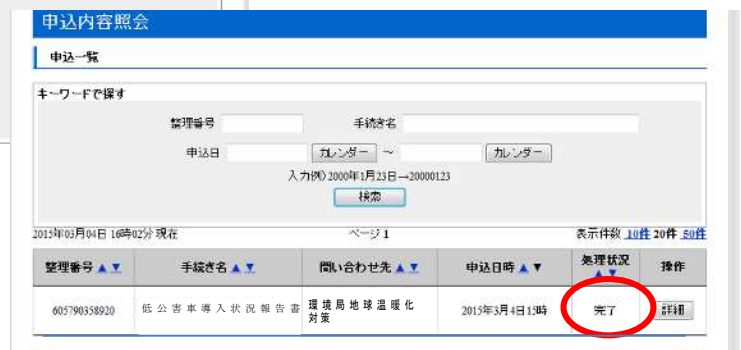 申込内容照会
申込一覧
キーワードで探す
整理番号 手続き名
申込日 カレンダー ～ カレンダー
入力例）2000年1月23日→20000123
検索
2015年03月04日 16時02分 現在 ページ 1 表示件数 10件 20件 50件
整理番号 ▲ ▼ 手続き名 ▲ ▼ 問い合わせ先 ▲ ▼ 申込日時 ▲ ▼ 処理状況 ▲ ▼ 操作
605790358920 低公害車導入状況報告書 環境局地球温暖化 2015年3月4日15時 完了 詳細
対策